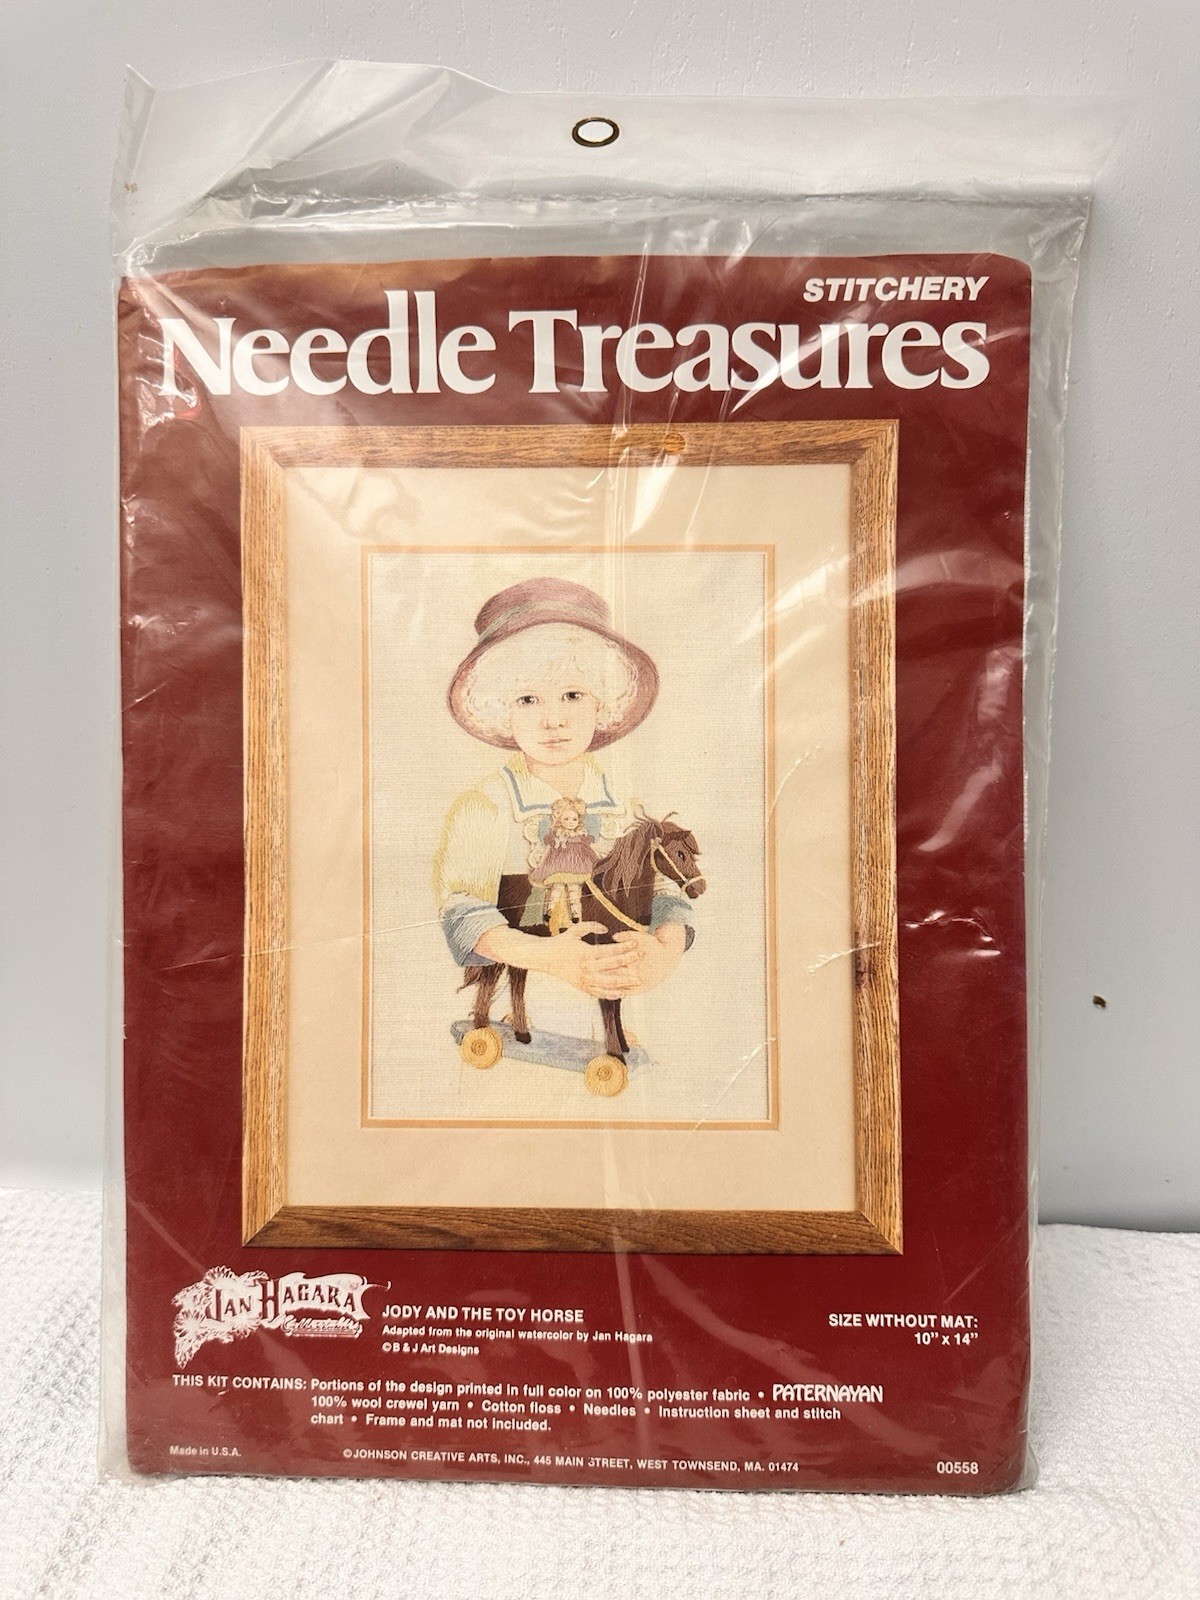 STITCHERY
Needle Treasures
JAN HAGARA
Collectables
JODY AND THE TOY HORSE
Adapted from the original watercolor by Jan Hagara
© B & J Art Designs
SIZE WITHOUT MAT:
10" x 14"
THIS KIT CONTAINS: Portions of the design printed in full color on 100% polyester fabric • PATERNAYAN
100% wool crewel yarn • Cotton floss • Needles • Instruction sheet and stitch
chart • Frame and mat not included.
Made in U.S.A.
© JOHNSON CREATIVE ARTS, INC., 445 MAIN STREET, WEST TOWNSEND, MA. 01474
00558